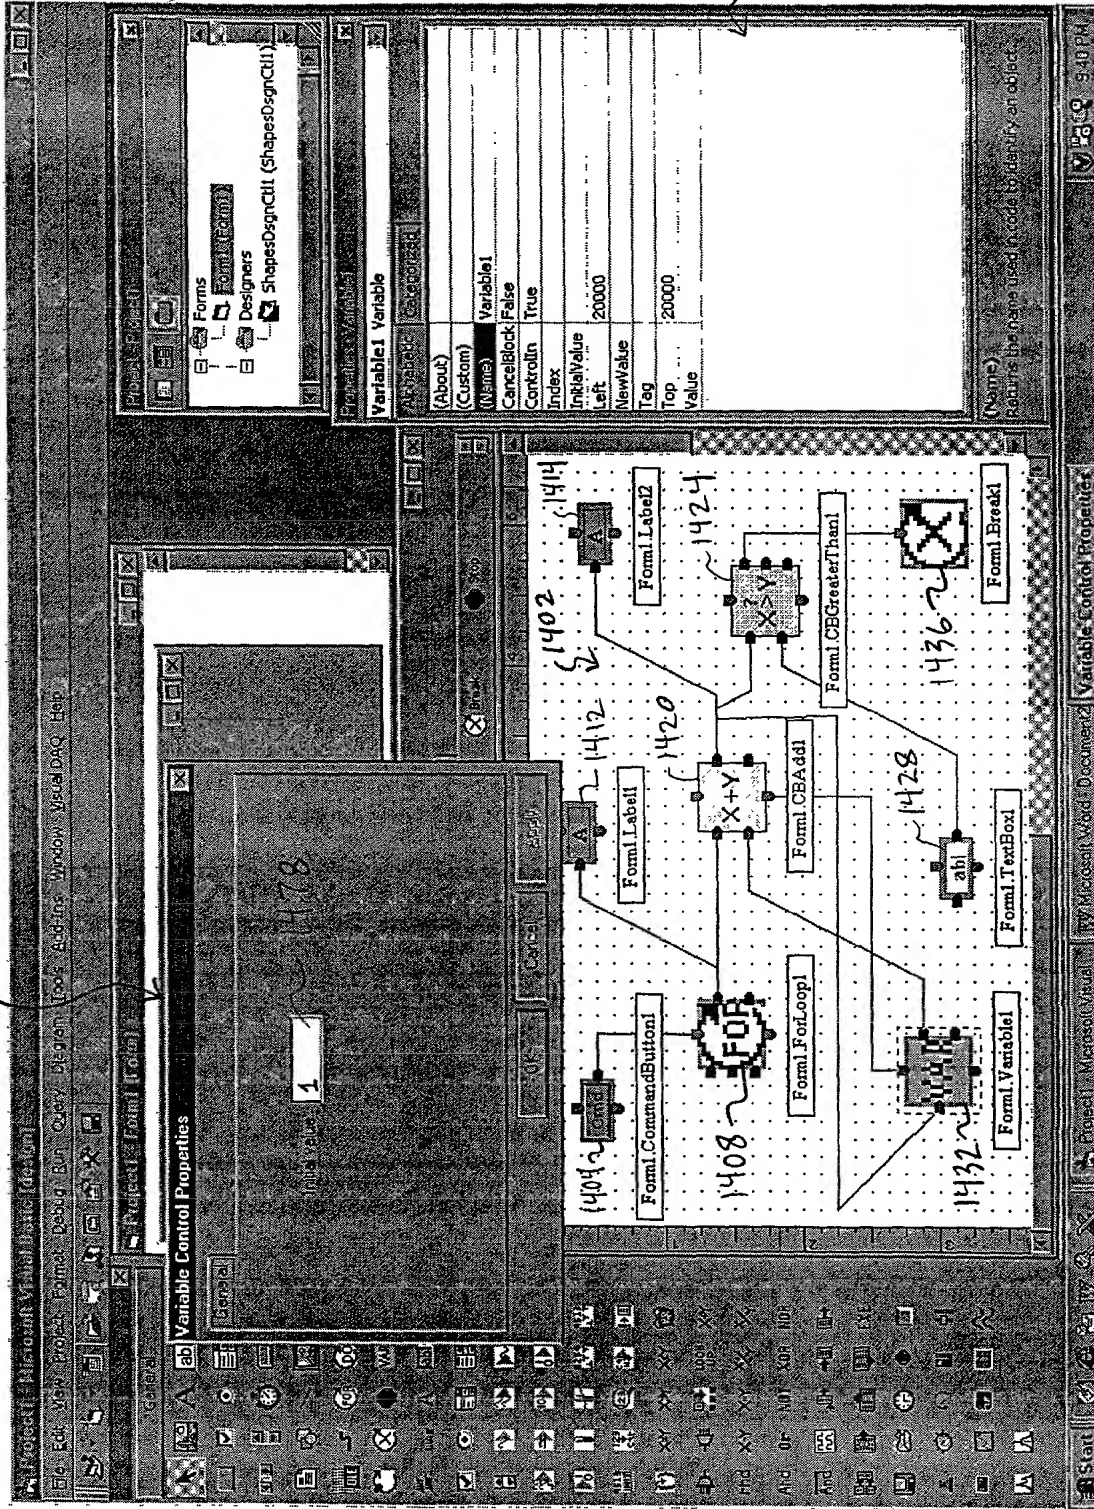 Project1 - Microsoft Visual Basic [design]
File Edit View Project Format Debug Run Query Diagram Tools Add-Ins Window Visual DAQ Help
General
Project1 - Form1 (Form)
Variable Control Properties
General
Initial Value
1
1478
OK
Cancel
Apply
Break
Stop
1402
1404
Form1.CommandButton1
1408
FOR
Form1.ForLoop1
1412
A
Form1.Label1
1414
A
Form1.Label2
1420
X+Y
Form1.CBAdd1
1424
?
X>Y
Form1.CBGreaterThan1
1428
abl
Form1.TextBox1
1432
Form1.Variable1
1436
Form1.Break1
Forms
Form1 (Form1)
Designers
ShapesDsgnCtl1 (ShapesDsgnCtl1)
Variable1 Variable
Alphabetic Categorized
(About)
(Custom)
(Name) Variable1
CancelBlock False
ControlIn True
Index
InitialValue
Left 20000
NewValue
Tag
Top 20000
Value
(Name)
Returns the name used in code to identify an object.
Start
Project1 - Microsoft Visual
Microsoft Word - Document2
Variable Control Properties
9:40 PM